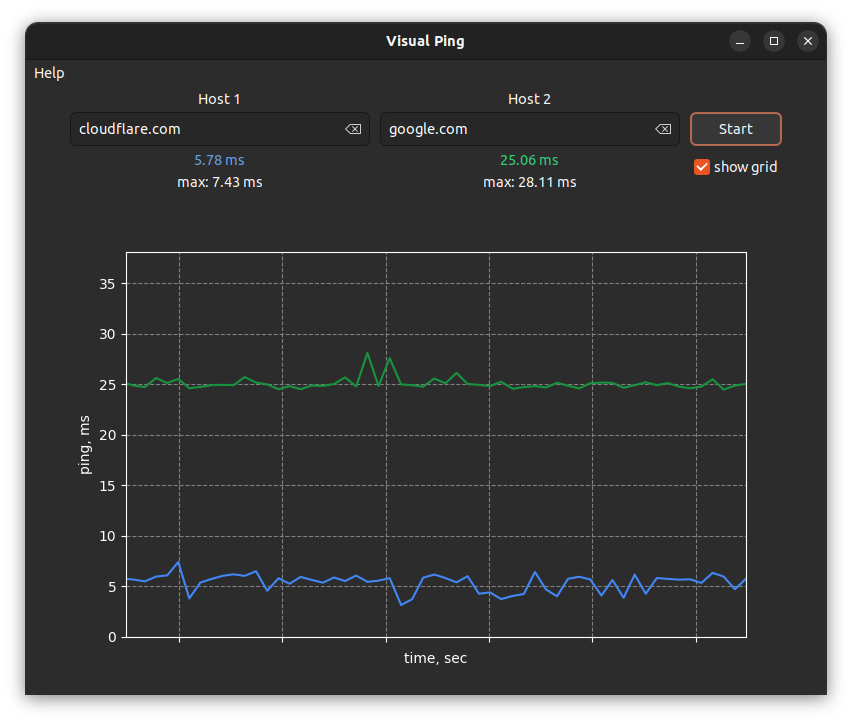 Visual Ping
Help
Host 1
Host 2
cloudflare.com
google.com
Start
5.78 ms
25.06 ms
show grid
max: 7.43 ms
max: 28.11 ms
35
30
25
20
15
10
5
0
ping, ms
time, sec